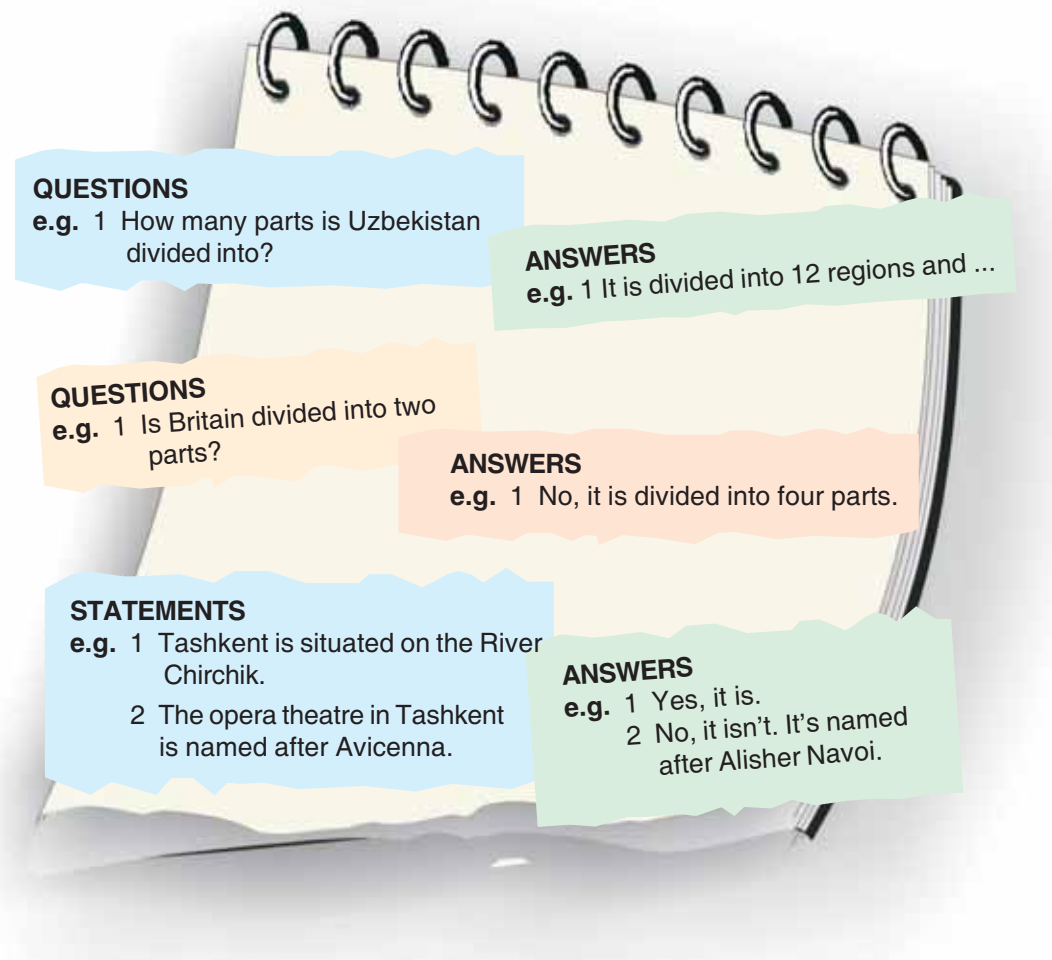 QUESTIONS
e.g. 1 How many parts is Uzbekistan
divided into?
ANSWERS
e.g. 1 It is divided into 12 regions and ...
QUESTIONS
e.g. 1 Is Britain divided into two
parts?
ANSWERS
e.g. 1 No, it is divided into four parts.
STATEMENTS
e.g. 1 Tashkent is situated on the River
Chirchik.
2 The opera theatre in Tashkent
is named after Avicenna.
ANSWERS
e.g. 1 Yes, it is.
2 No, it isn't. It's named
after Alisher Navoi.